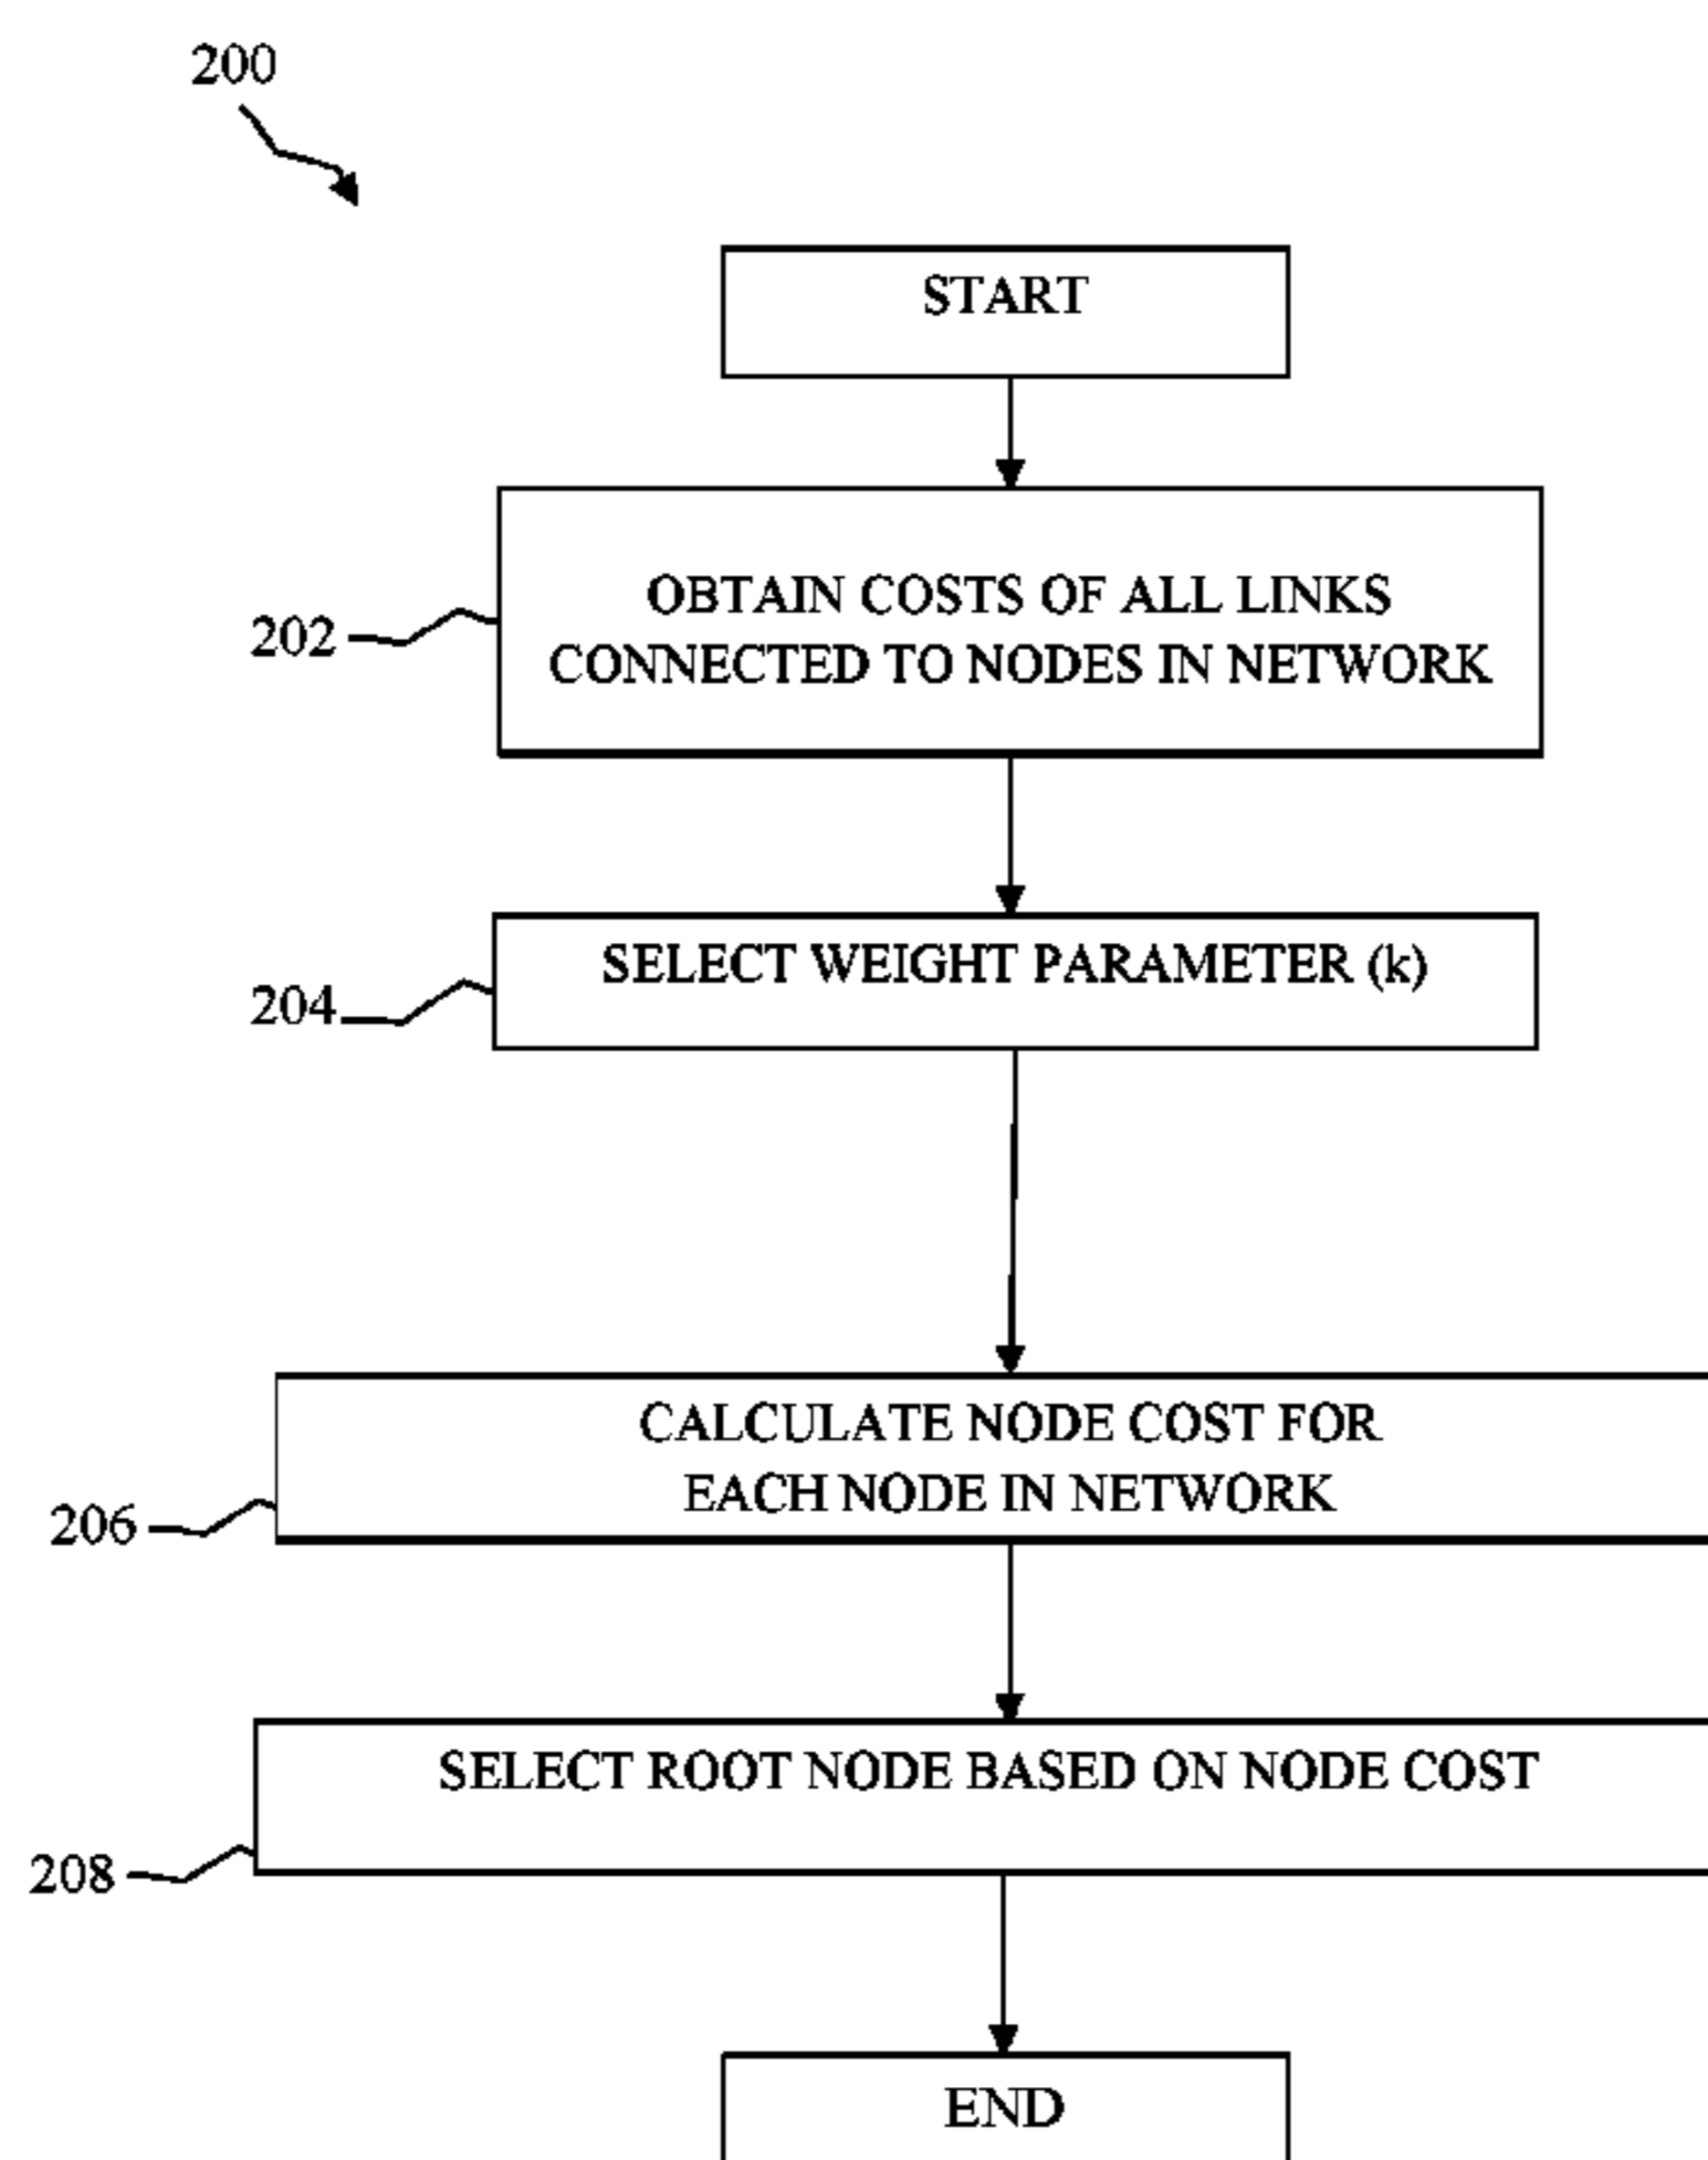 200
START
OBTAIN COSTS OF ALL LINKS
CONNECTED TO NODES IN NETWORK
202
SELECT WEIGHT PARAMETER (k)
204
CALCULATE NODE COST FOR
EACH NODE IN NETWORK
206
SELECT ROOT NODE BASED ON NODE COST
208
END